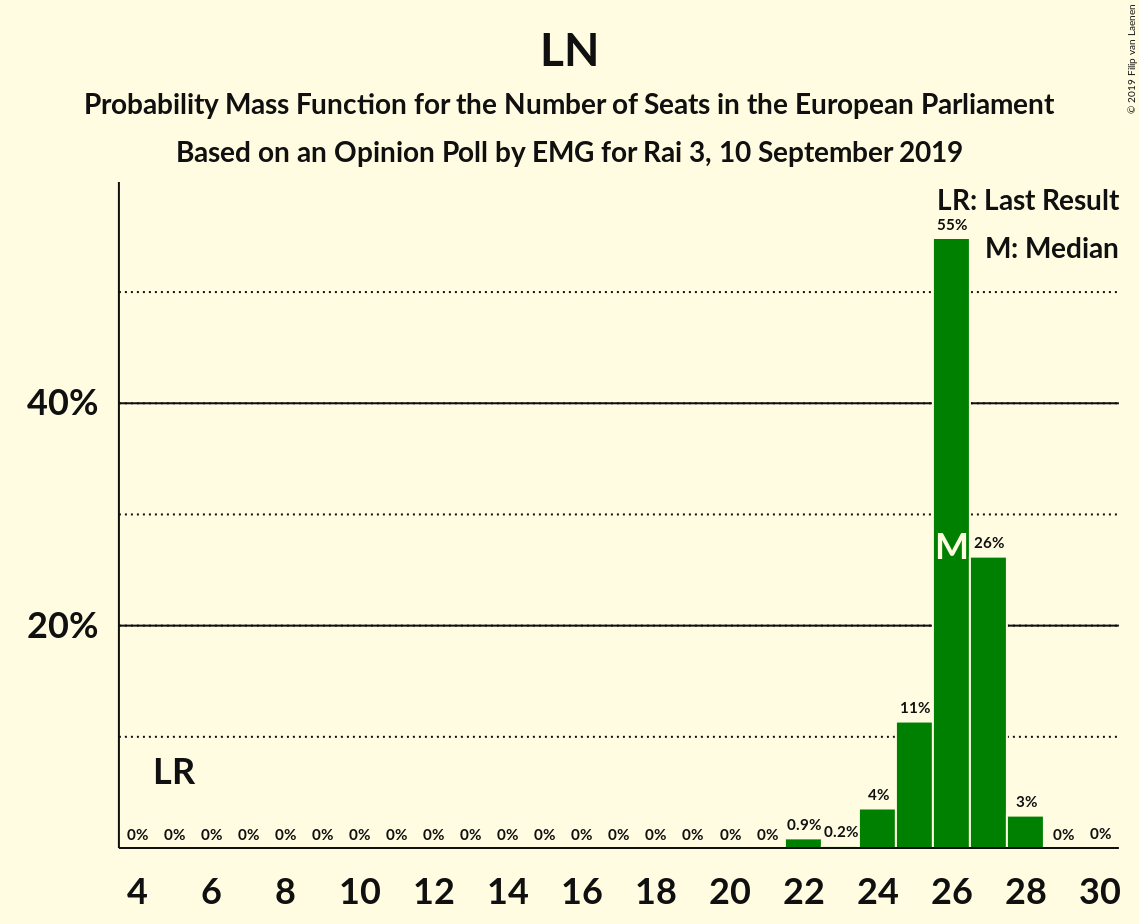 LN
Probability Mass Function for the Number of Seats in the European Parliament
Based on an Opinion Poll by EMG for Rai 3, 10 September 2019
© 2019 Filip van Laenen
LR: Last Result
M: Median
55%
40%
M 26%
20%
11%
LR
4% 3%
0% 0% 0% 0% 0% 0% 0% 0% 0% 0% 0% 0% 0% 0% 0% 0% 0% 0% 0.9% 0.2% 0% 0%
4 6 8 10 12 14 16 18 20 22 24 26 28 30